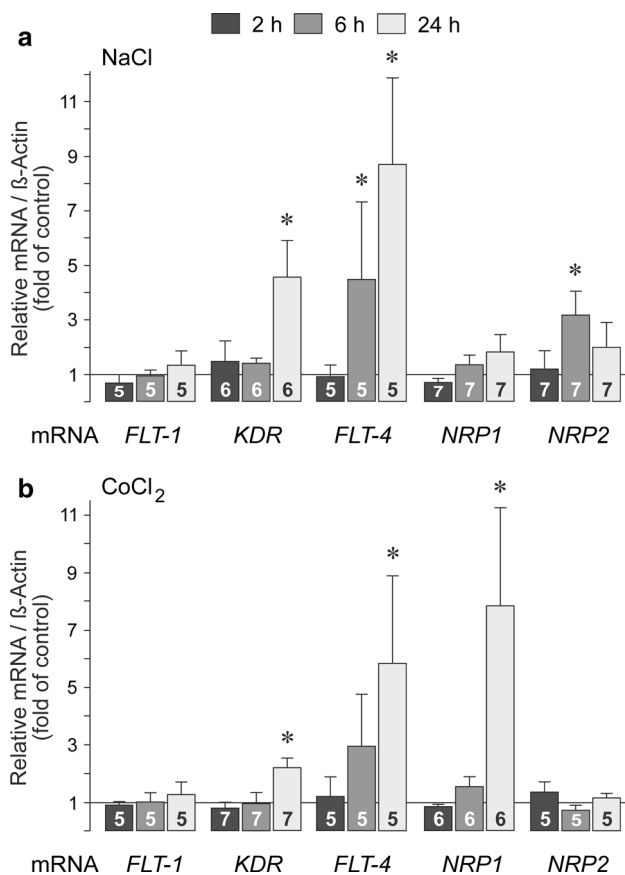 2 h 6 h 24 h
a
NaCl
Relative mRNA / ß-Actin
(fold of control)
11
9
7
5
3
1
* * * *
5 5 5 6 6 6 5 5 5 7 7 7 7 7 7
mRNA FLT-1 KDR FLT-4 NRP1 NRP2
b
CoCl2
Relative mRNA / ß-Actin
(fold of control)
11
9
7
5
3
1
* * *
5 5 5 7 7 7 5 5 5 6 6 6 5 5 5
mRNA FLT-1 KDR FLT-4 NRP1 NRP2